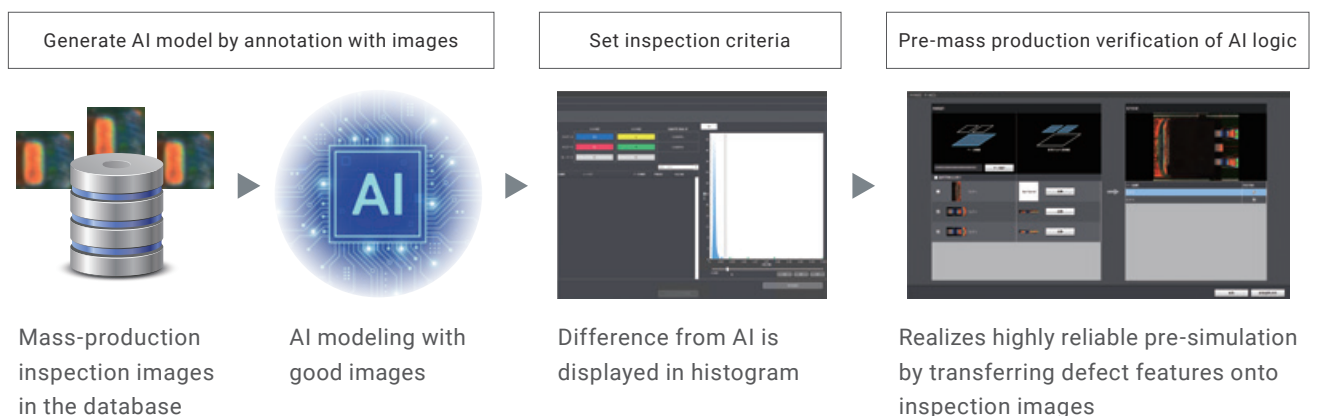 Generate AI model by annotation with images
Set inspection criteria
Pre-mass production verification of AI logic
AI
Mass-production
inspection images
in the database
AI modeling with
good images
Difference from AI is
displayed in histogram
Realizes highly reliable pre-simulation
by transferring defect features onto
inspection images